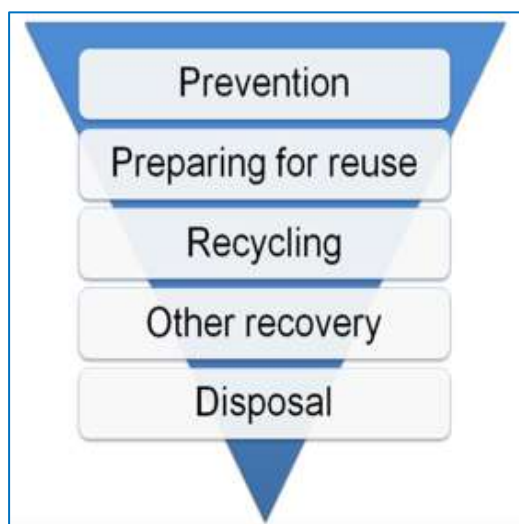 Prevention
Preparing for reuse
Recycling
Other recovery
Disposal